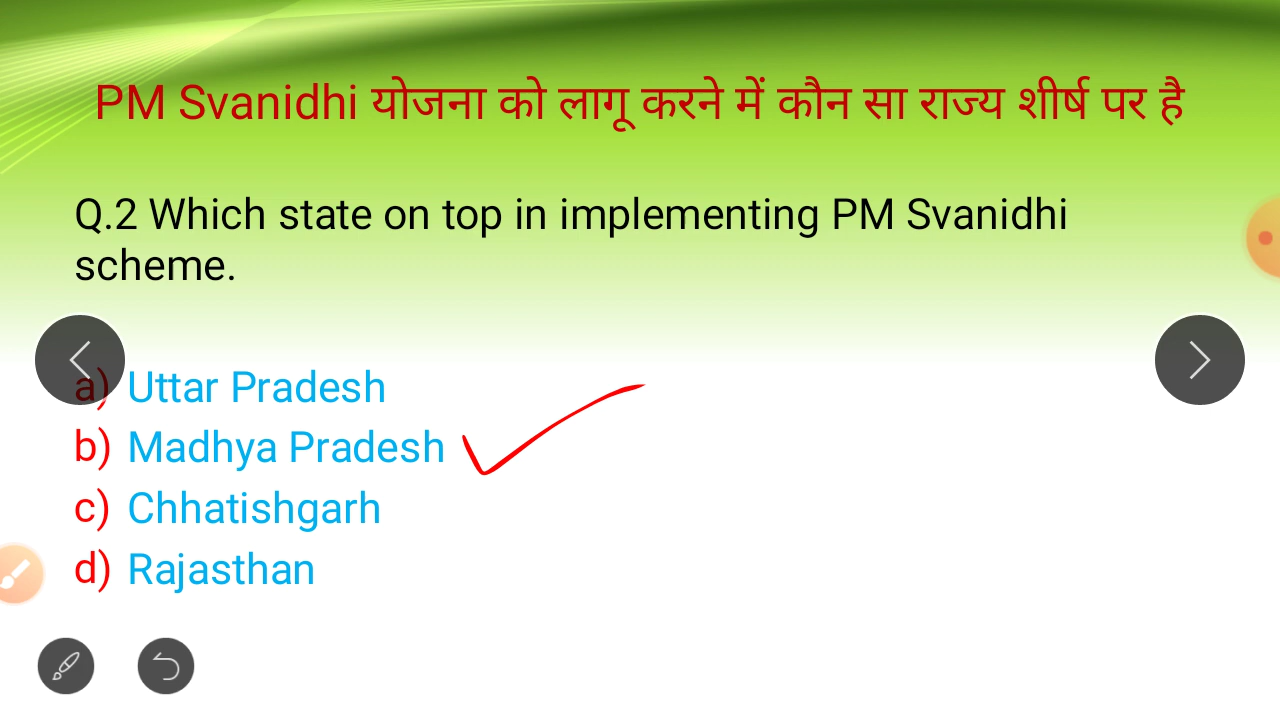 PM Svanidhi योजना को लागू करने में कौन सा राज्य शीर्ष पर है
Q.2 Which state on top in implementing PM Svanidhi
scheme.
a) Uttar Pradesh
b) Madhya Pradesh
c) Chhatishgarh
d) Rajasthan